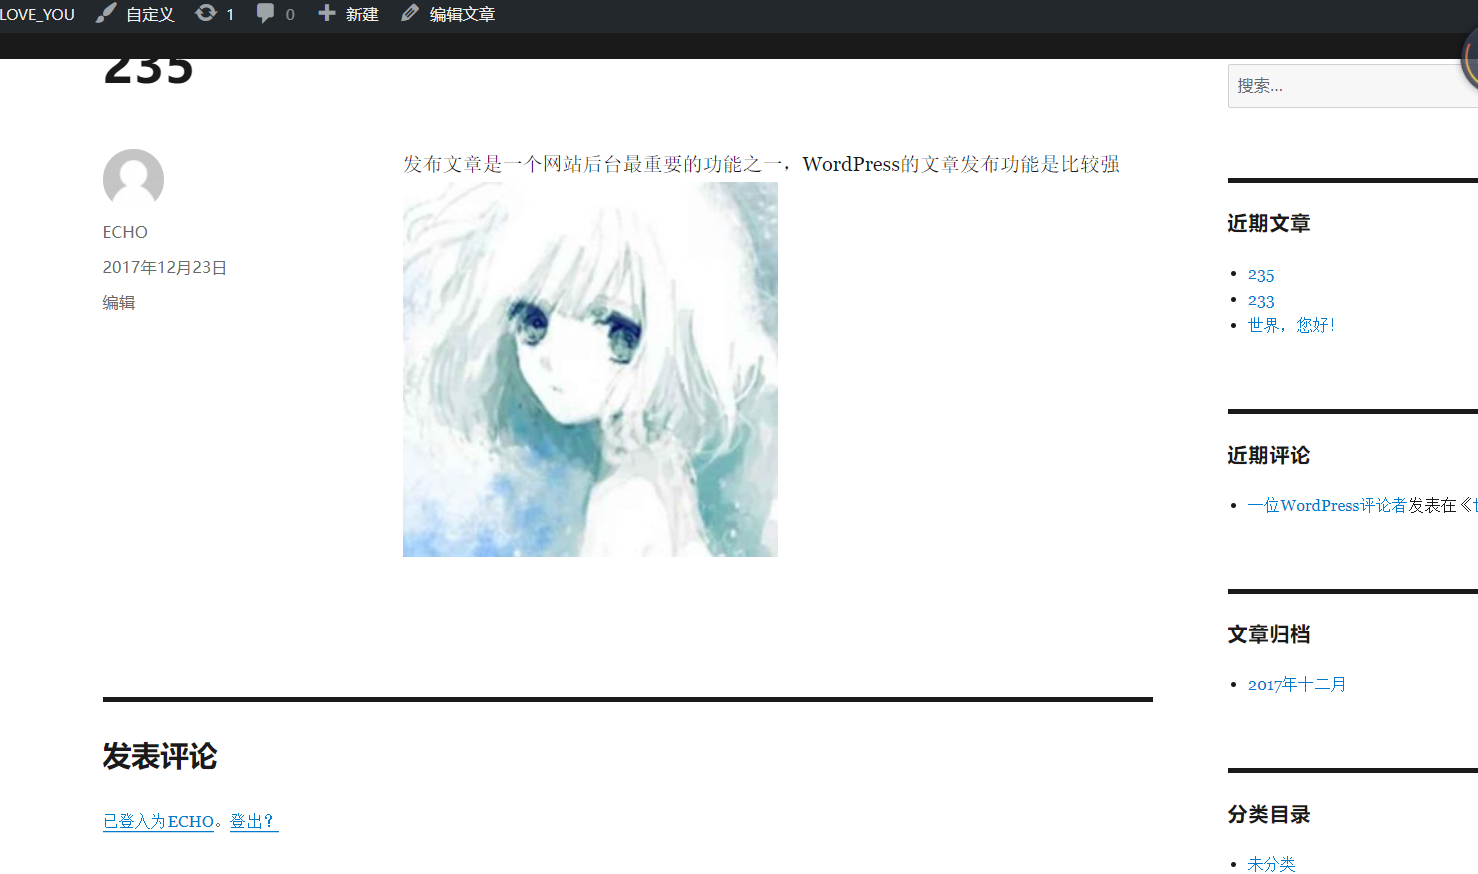 LOVE_YOU 自定义 1 0 新建 编辑文章
235
搜索...
ECHO
2017年12月23日
编辑
发布文章是一个网站后台最重要的功能之一，WordPress的文章发布功能是比较强
近期文章
235
233
世界，您好！
近期评论
一位WordPress评论者发表在《
文章归档
2017年十二月
分类目录
未分类
发表评论
已登入为ECHO。登出？